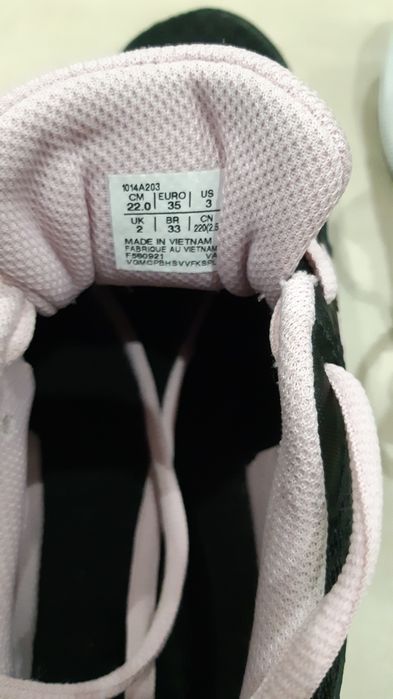 1014A203
CM EURO US
22.0 35 3
UK BR CN
2 33 220(2.5
MADE IN VIETNAM
FABRIQUE AU VIETNAM
F560921 VA